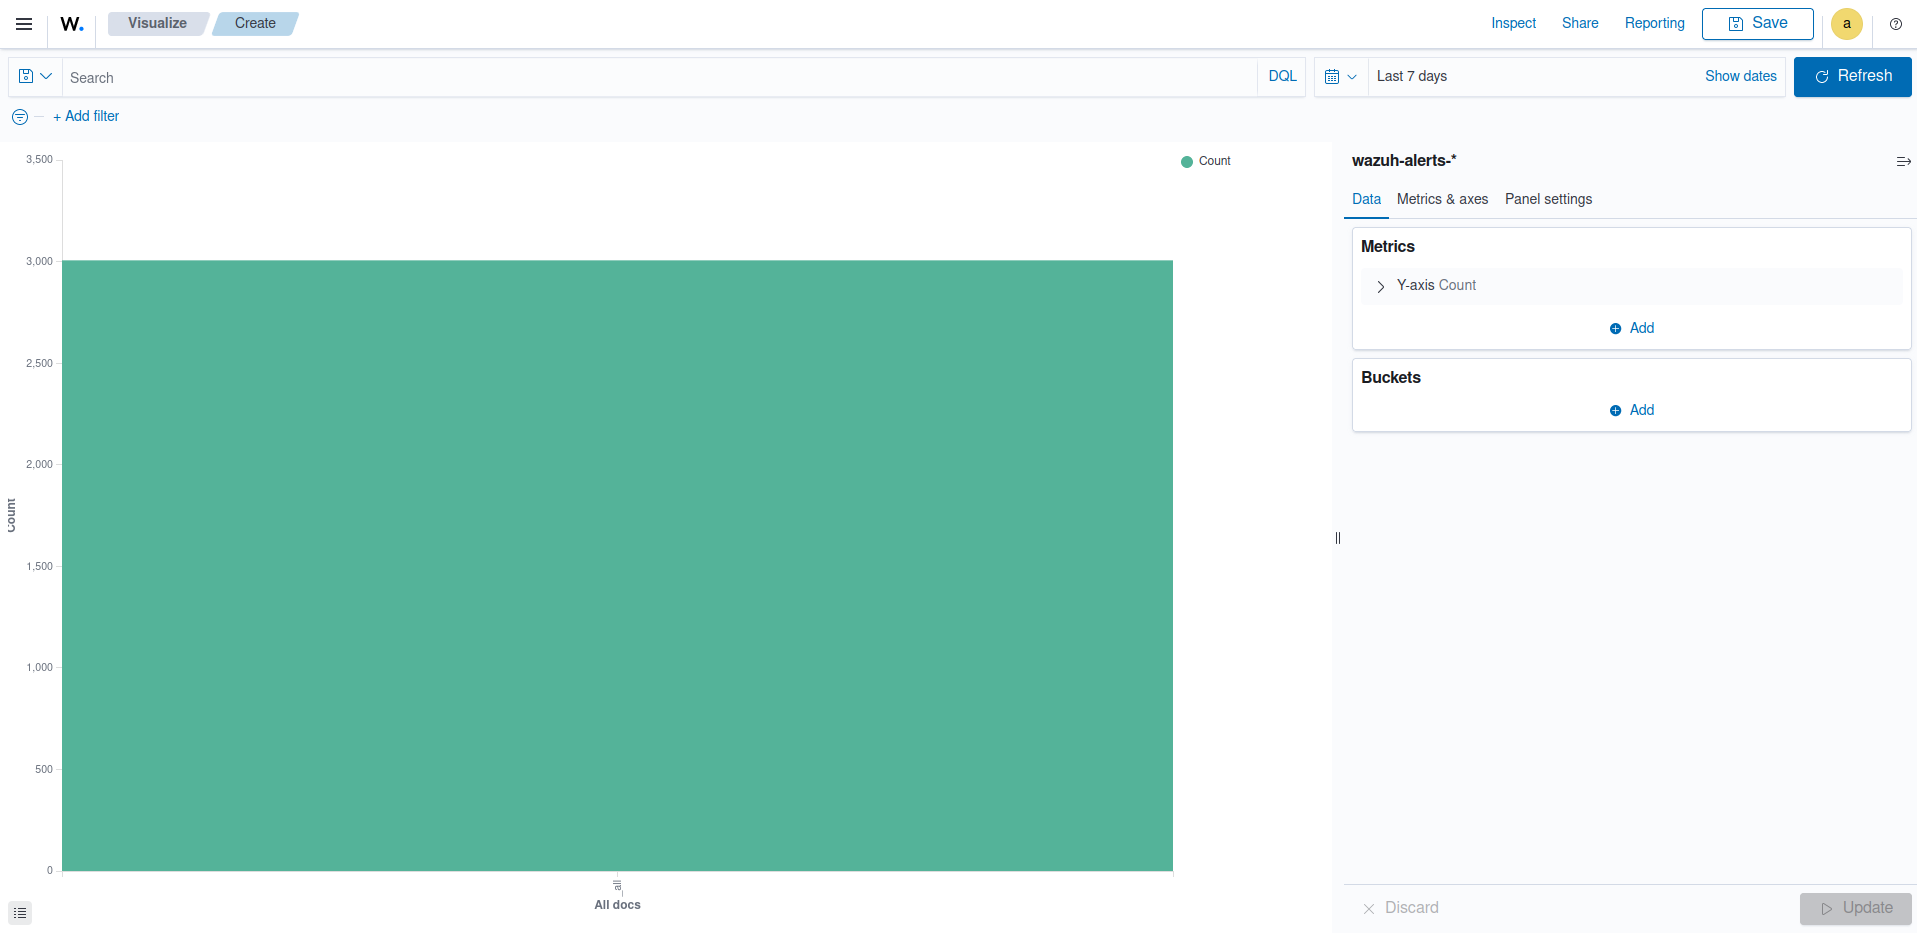 W.
Visualize
Create
Inspect
Share
Reporting
Save
a
Search
DQL
Last 7 days
Show dates
Refresh
+ Add filter
3,500
3,000
2,500
2,000
1,500
1,000
500
0
Count
_all
All docs
Count
wazuh-alerts-*
Data
Metrics & axes
Panel settings
Metrics
Y-axis Count
Add
Buckets
Add
Discard
Update